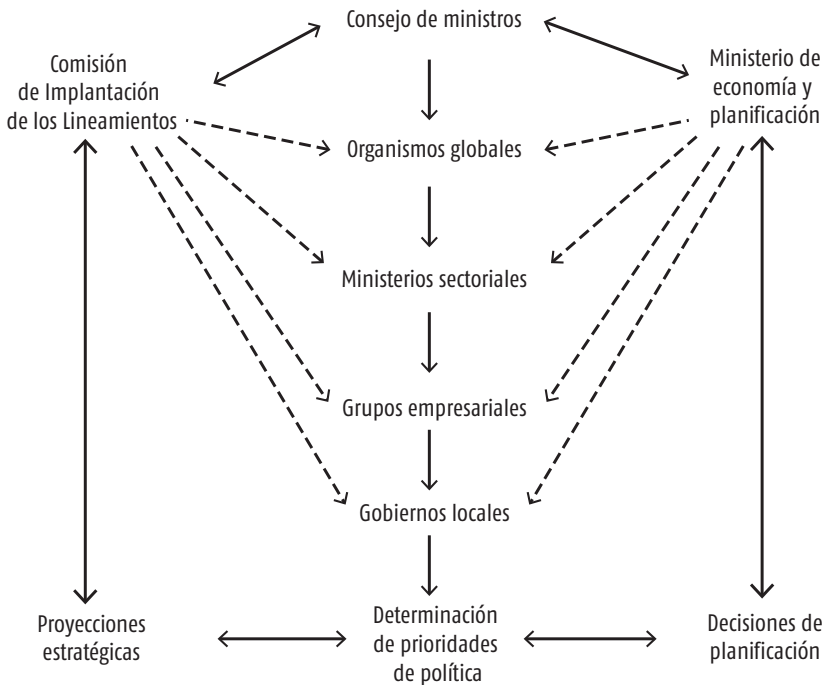 Consejo de ministros
Comisión
de Implantación
de los Lineamientos
Ministerio de
economía y
planificación
Organismos globales
Ministerios sectoriales
Grupos empresariales
Gobiernos locales
Proyecciones
estratégicas
Determinación
de prioridades
de política
Decisiones de
planificación